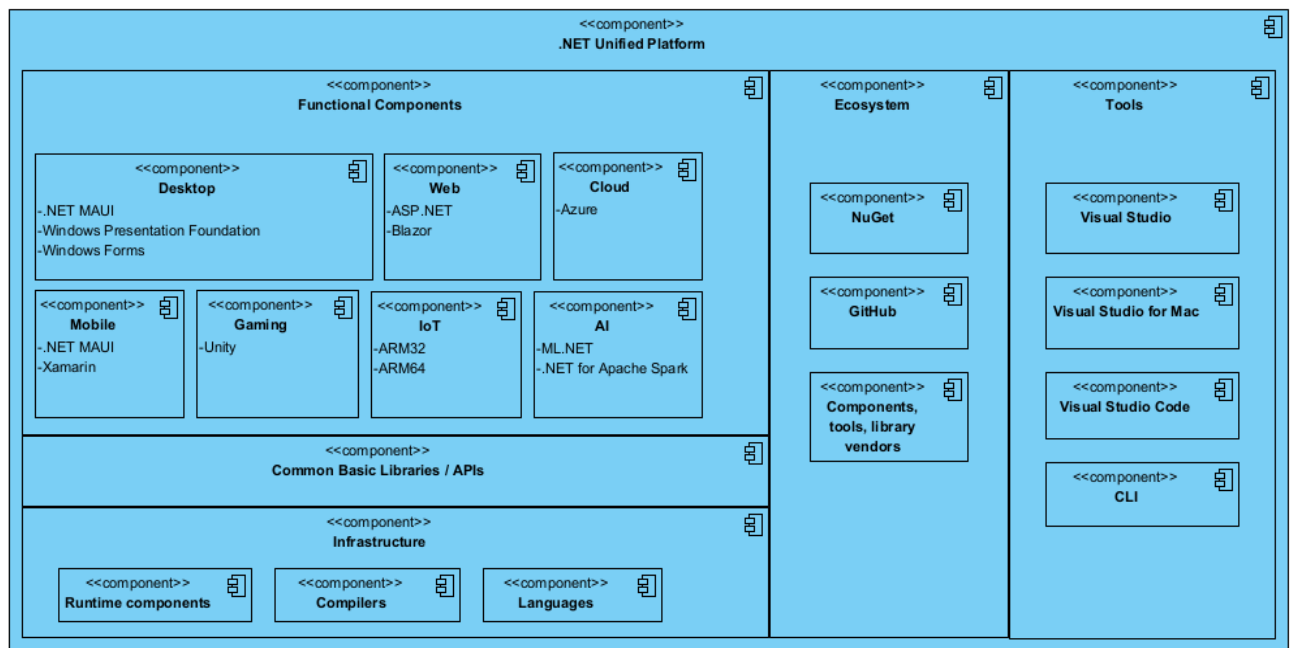 <<component>>
.NET Unified Platform
<<component>>
Functional Components
<<component>>
Desktop
-.NET MAUI
-Windows Presentation Foundation
-Windows Forms
<<component>>
Web
-ASP.NET
-Blazor
<<component>>
Cloud
-Azure
<<component>>
Mobile
-.NET MAUI
-Xamarin
<<component>>
Gaming
-Unity
<<component>>
IoT
-ARM32
-ARM64
<<component>>
AI
-ML.NET
-.NET for Apache Spark
<<component>>
Common Basic Libraries / APIs
<<component>>
Infrastructure
<<component>>
Runtime components
<<component>>
Compilers
<<component>>
Languages
<<component>>
Ecosystem
<<component>>
NuGet
<<component>>
GitHub
<<component>>
Components,
tools, library
vendors
<<component>>
Tools
<<component>>
Visual Studio
<<component>>
Visual Studio for Mac
<<component>>
Visual Studio Code
<<component>>
CLI